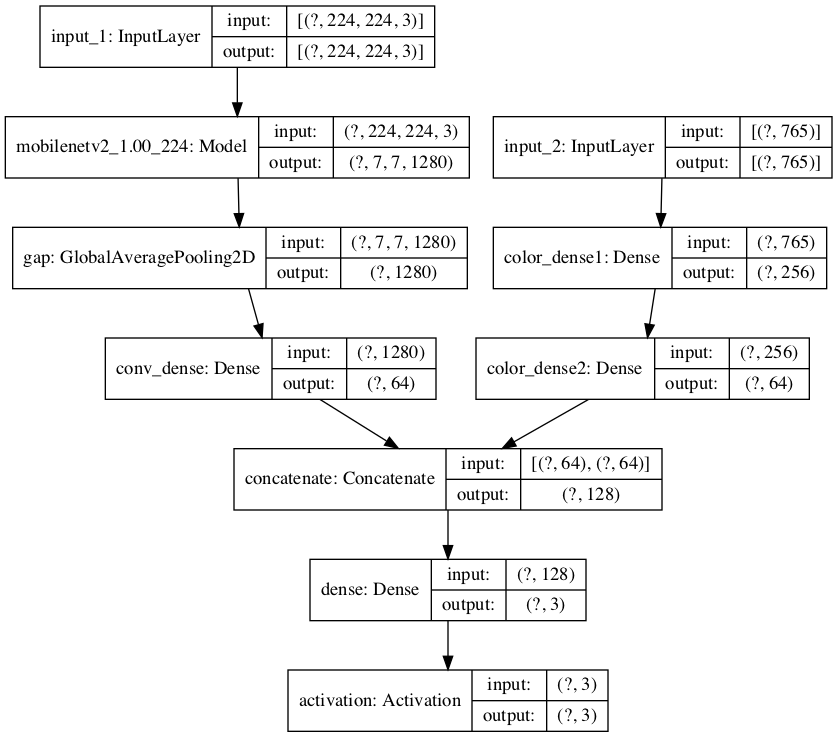 input_1: InputLayer
input:
[(?, 224, 224, 3)]
output:
[(?, 224, 224, 3)]
mobilenetv2_1.00_224: Model
input:
(?, 224, 224, 3)
output:
(?, 7, 7, 1280)
input_2: InputLayer
input:
[(?, 765)]
output:
[(?, 765)]
gap: GlobalAveragePooling2D
input:
(?, 7, 7, 1280)
output:
(?, 1280)
color_dense1: Dense
input:
(?, 765)
output:
(?, 256)
conv_dense: Dense
input:
(?, 1280)
output:
(?, 64)
color_dense2: Dense
input:
(?, 256)
output:
(?, 64)
concatenate: Concatenate
input:
[(?, 64), (?, 64)]
output:
(?, 128)
dense: Dense
input:
(?, 128)
output:
(?, 3)
activation: Activation
input:
(?, 3)
output:
(?, 3)